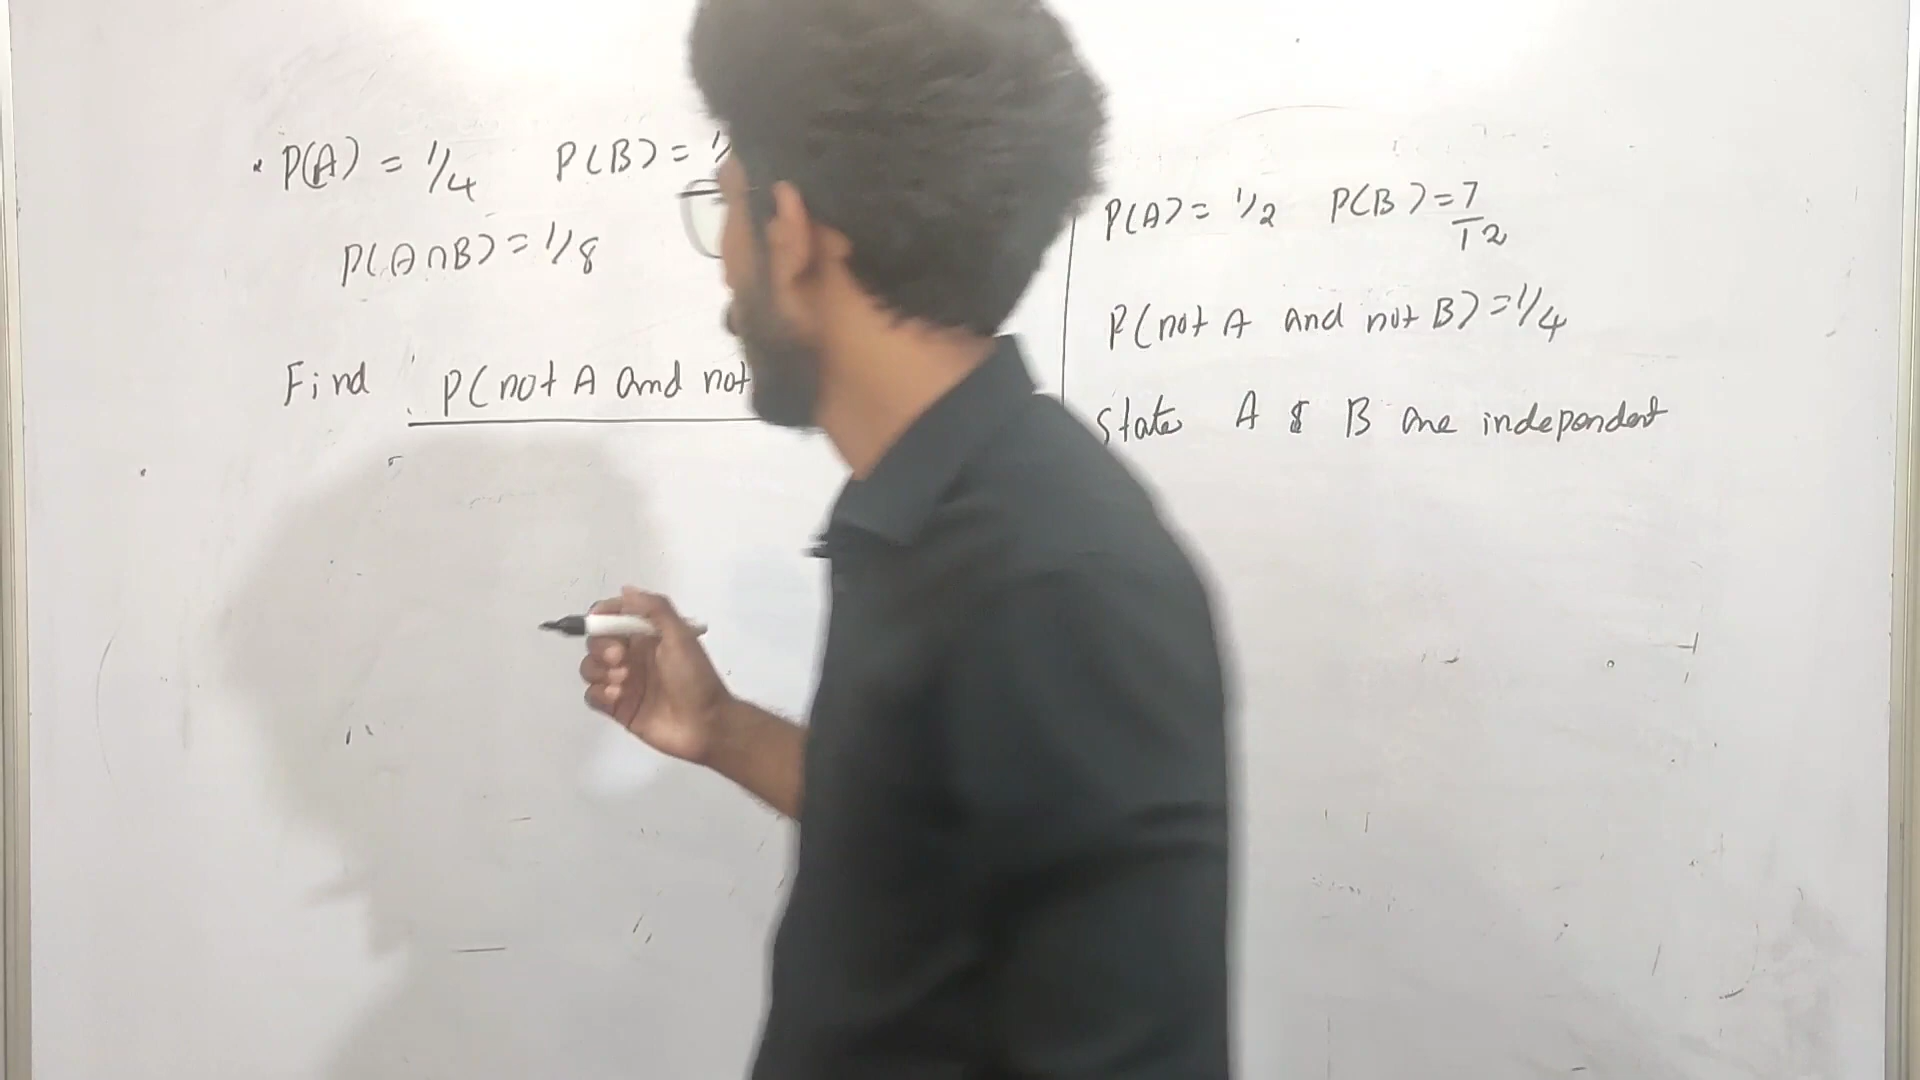 P(A) = 1/4 P(B) = 1/
P(A∩B) = 1/8
Find P(not A and not
P(A) = 1/2 P(B) = 7/12
P(not A and not B) = 1/4
State A & B are independent